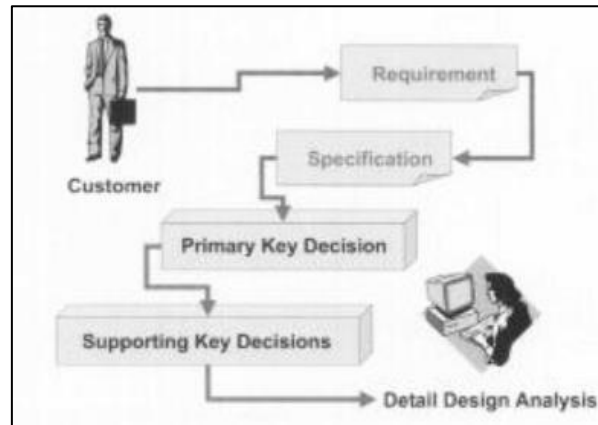 Requirement
Specification
Customer
Primary Key Decision
Supporting Key Decisions
Detail Design Analysis